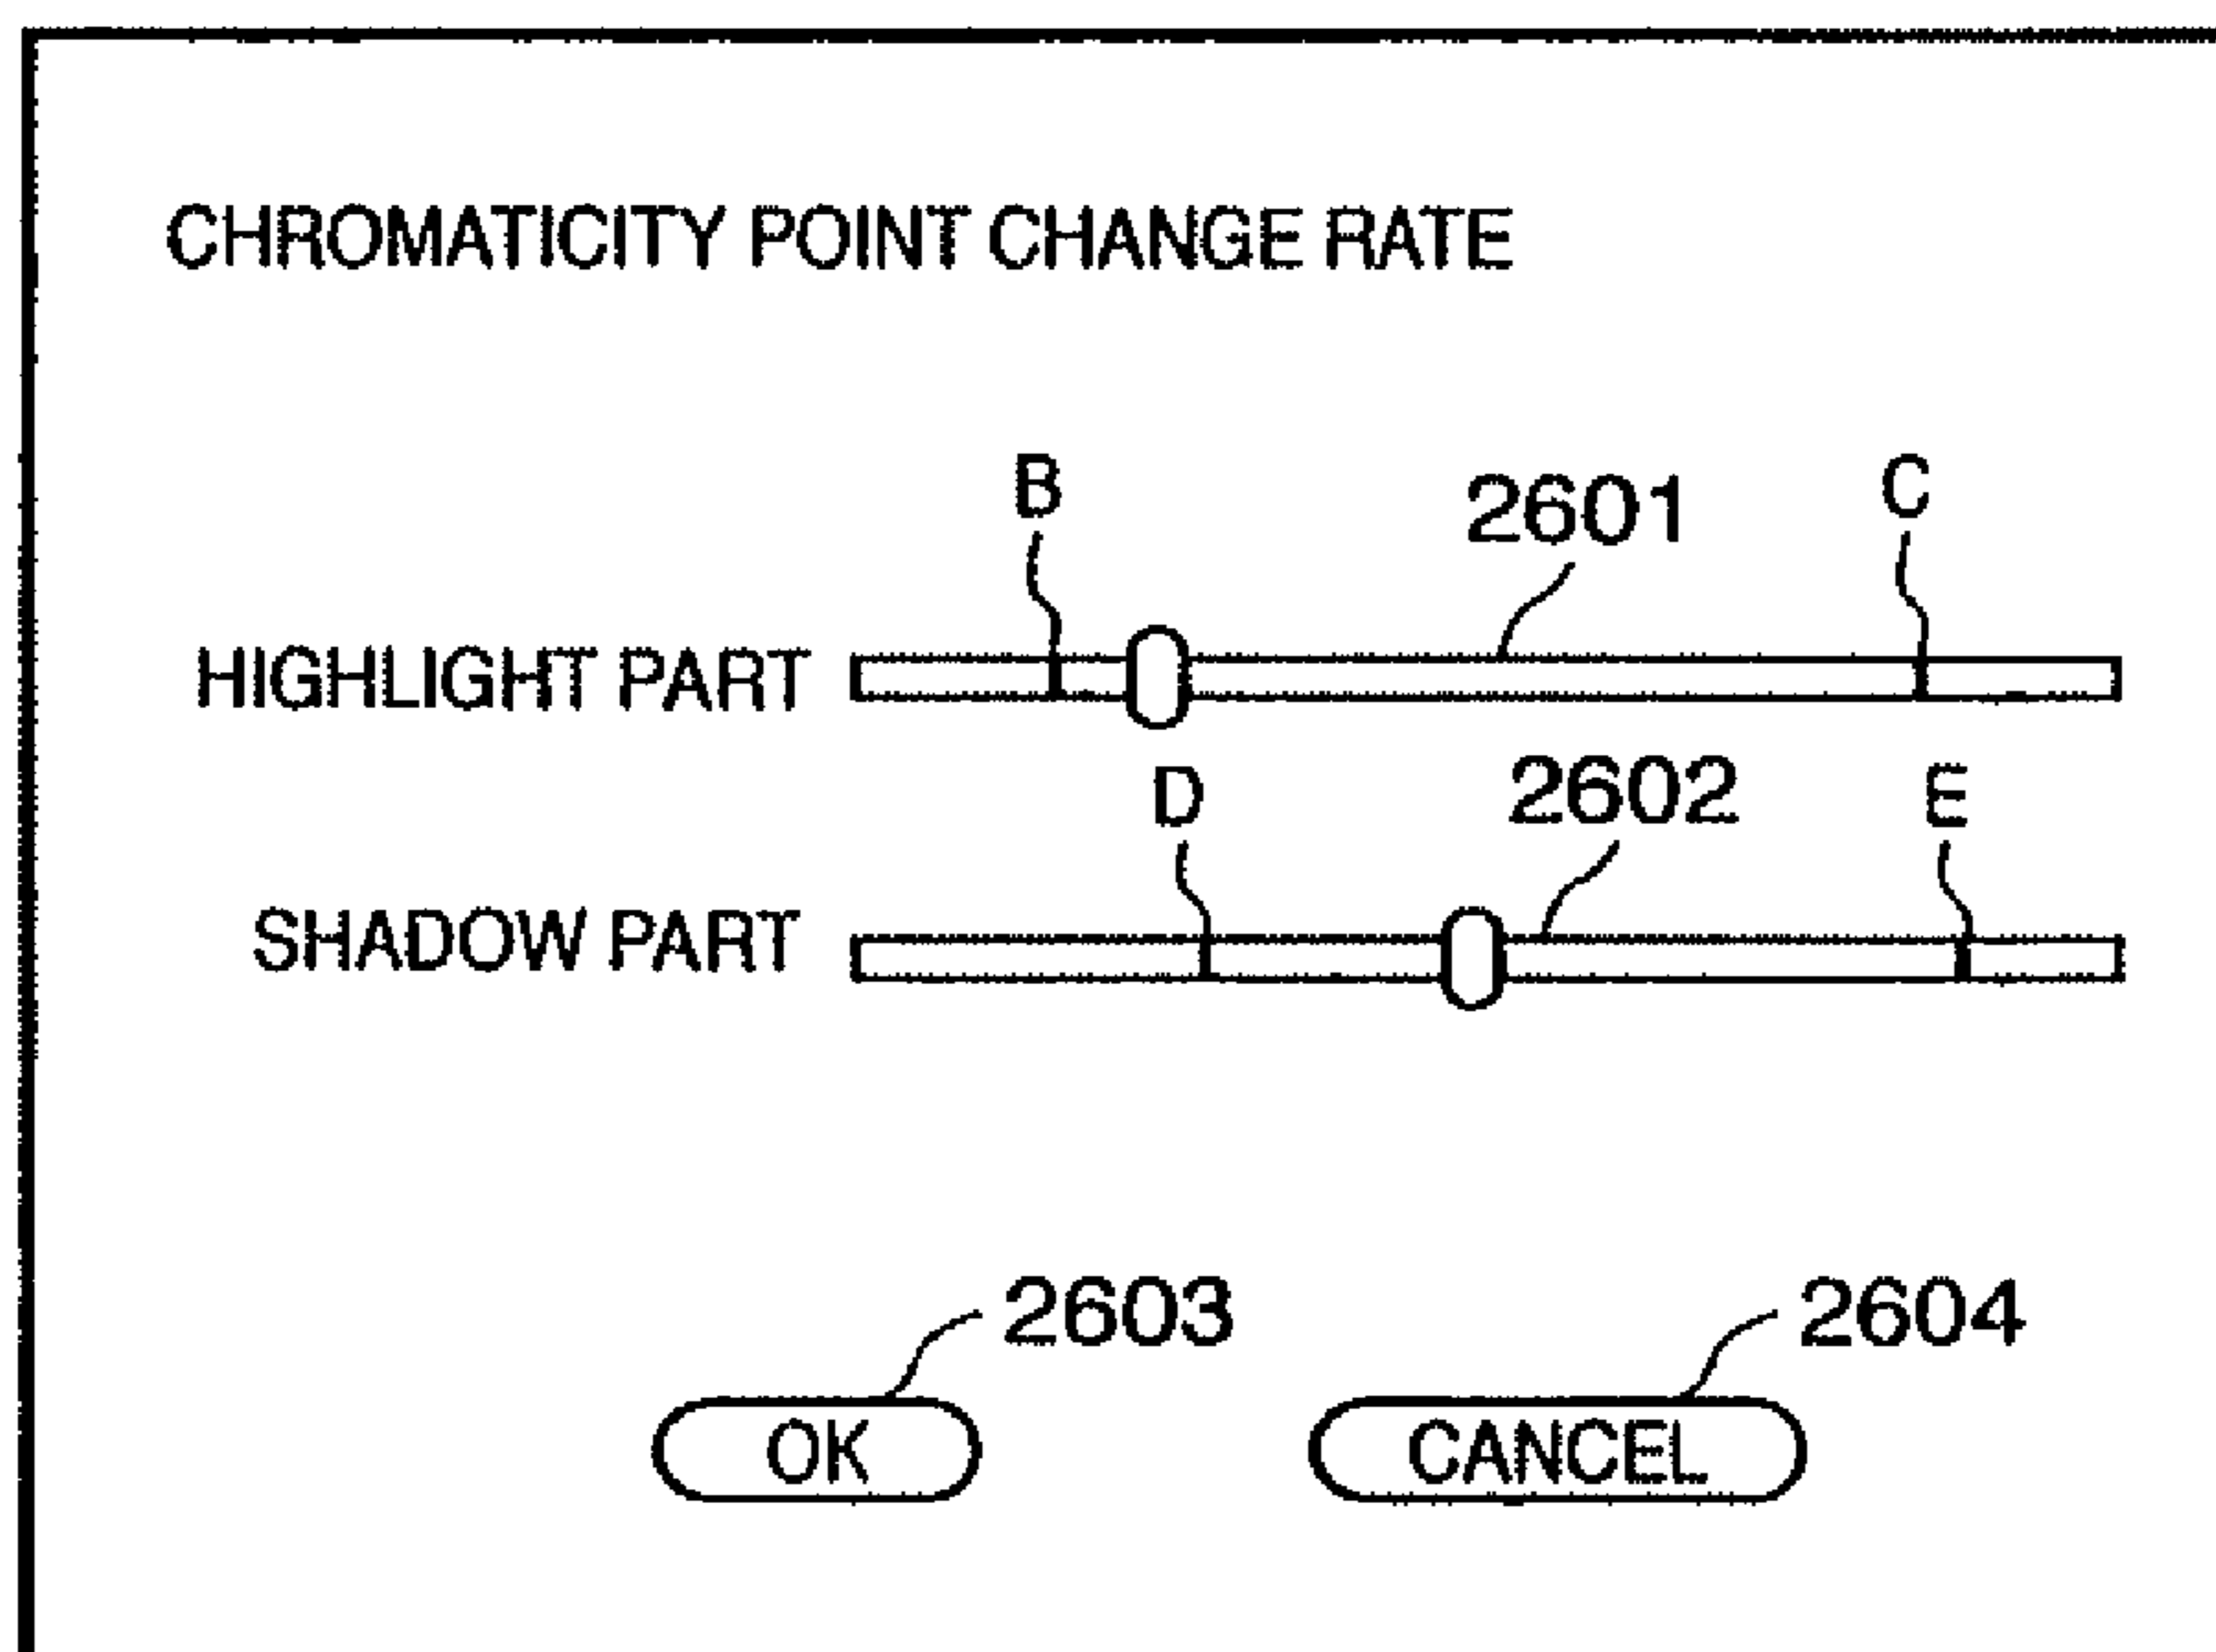 CHROMATICITY POINT CHANGE RATE
B 2601 C
HIGHLIGHT PART
D 2602 E
SHADOW PART
2603 2604
OK CANCEL